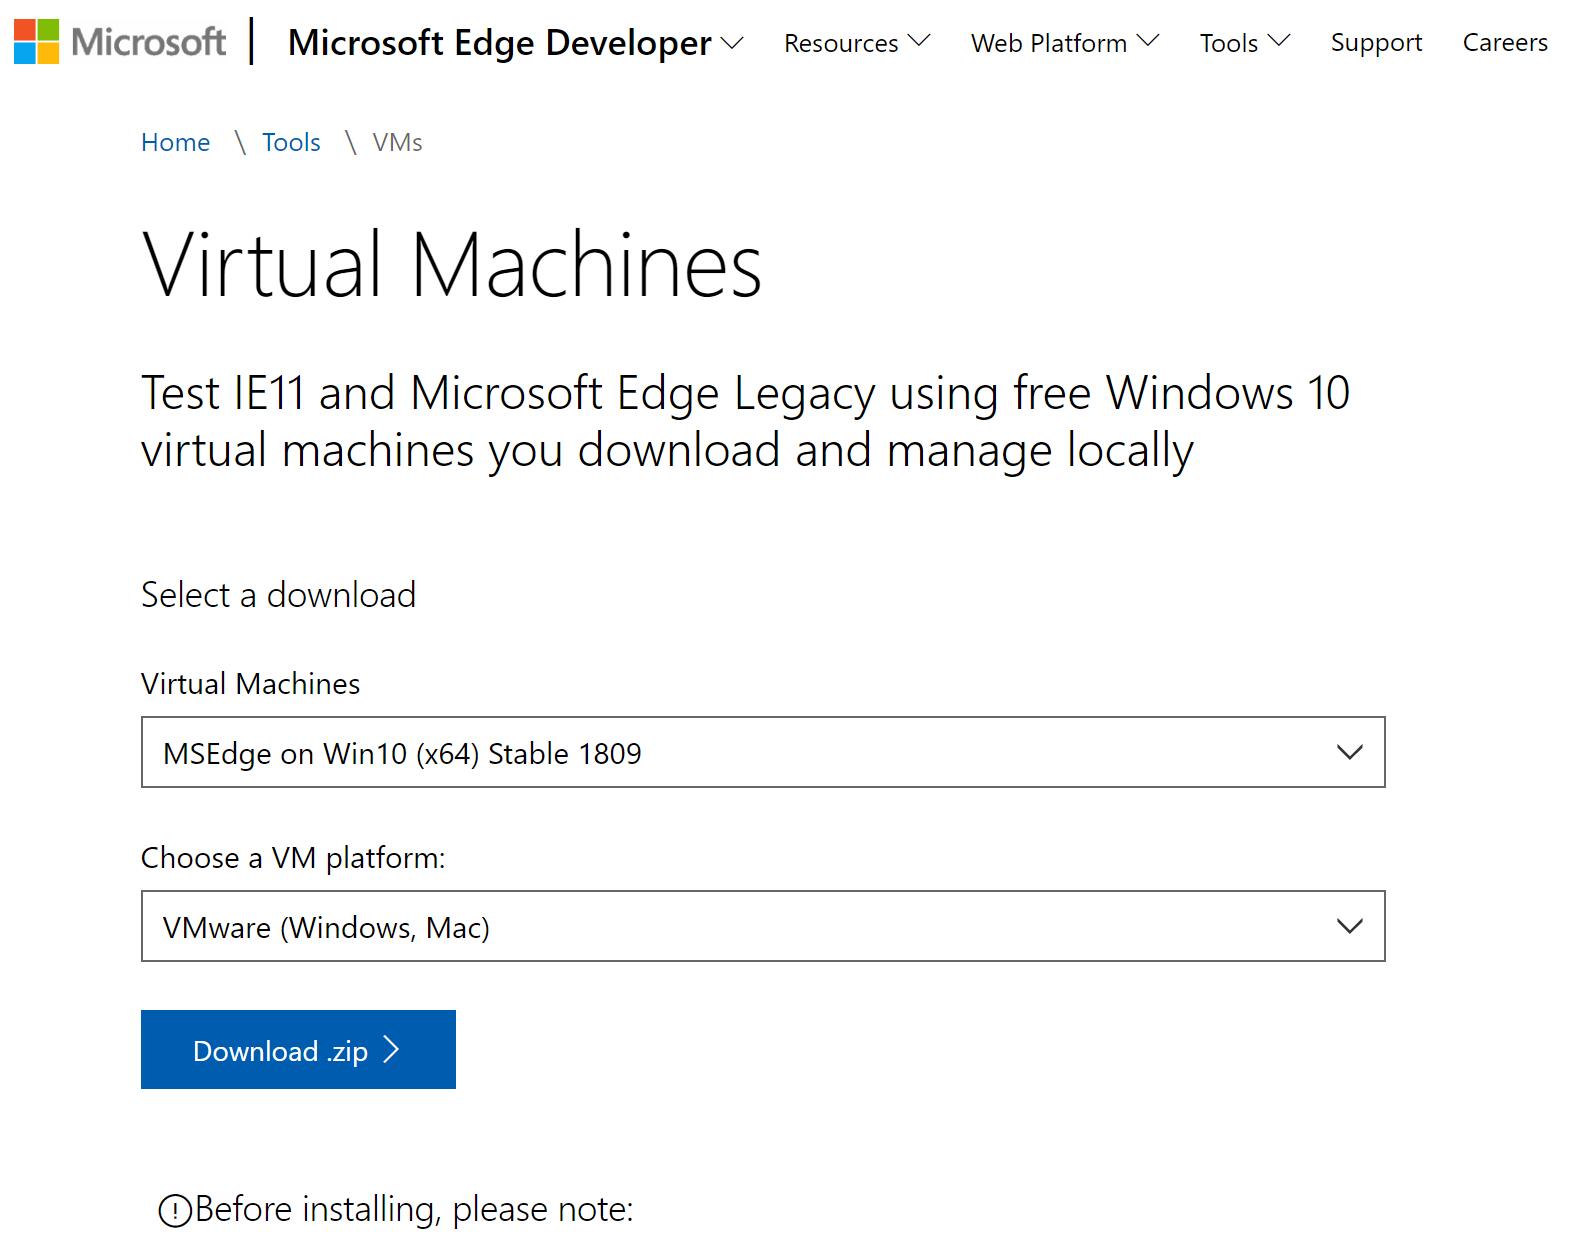 Microsoft | Microsoft Edge Developer Resources Web Platform Tools Support Careers
Home \ Tools \ VMs
Virtual Machines
Test IE11 and Microsoft Edge Legacy using free Windows 10
virtual machines you download and manage locally
Select a download
Virtual Machines
MSEdge on Win10 (x64) Stable 1809
Choose a VM platform:
VMware (Windows, Mac)
Download .zip
Before installing, please note: